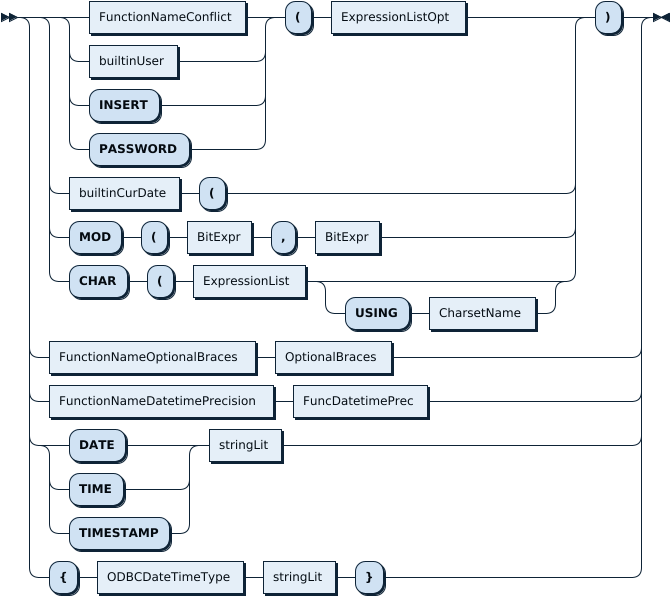 FunctionNameConflict ( ExpressionListOpt )
builtinUser
INSERT
PASSWORD
builtinCurDate (
MOD ( BitExpr , BitExpr
CHAR ( ExpressionList
USING CharsetName
FunctionNameOptionalBraces OptionalBraces
FunctionNameDatetimePrecision FuncDatetimePrec
DATE stringLit
TIME
TIMESTAMP
{ ODBCDateTimeType stringLit }